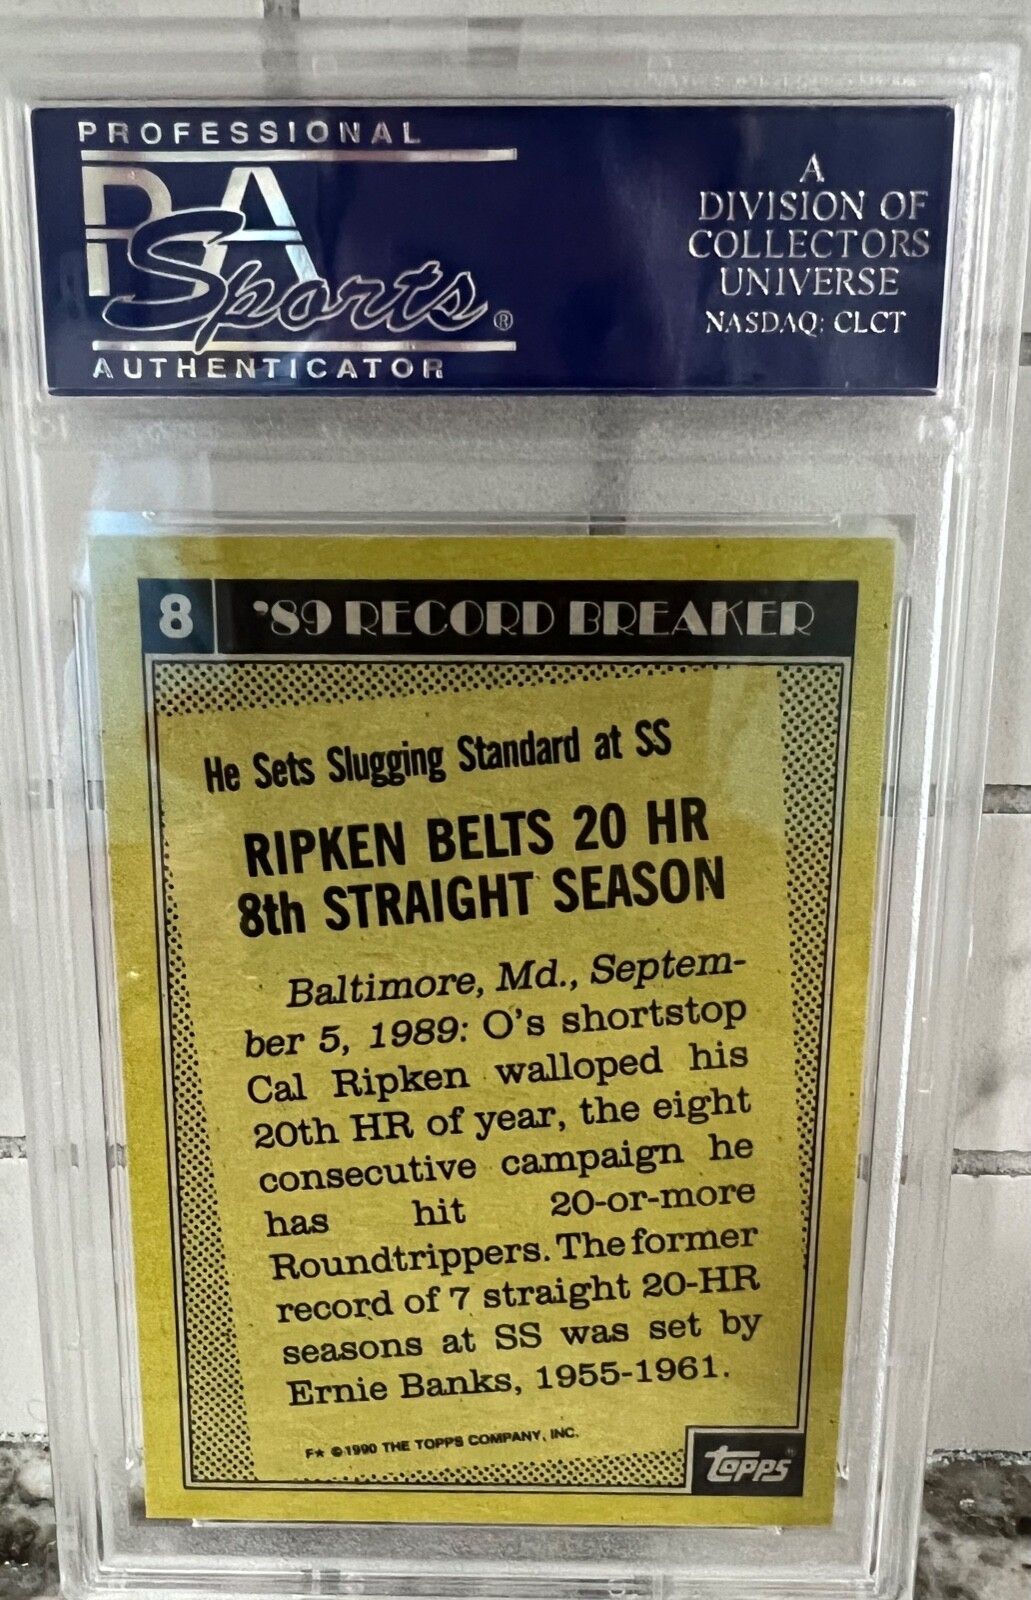 PROFESSIONAL
PSA
Sports®
AUTHENTICATOR
A
DIVISION OF
COLLECTORS
UNIVERSE
NASDAQ: CLCT
8 '89 RECORD BREAKER
He Sets Slugging Standard at SS
RIPKEN BELTS 20 HR
8th STRAIGHT SEASON
Baltimore, Md., Septem-
ber 5, 1989: O's shortstop
Cal Ripken walloped his
20th HR of year, the eight
consecutive campaign he
has hit 20-or-more
Roundtrippers. The former
record of 7 straight 20-HR
seasons at SS was set by
Ernie Banks, 1955-1961.
F★ ©1990 THE TOPPS COMPANY, INC.
topps®